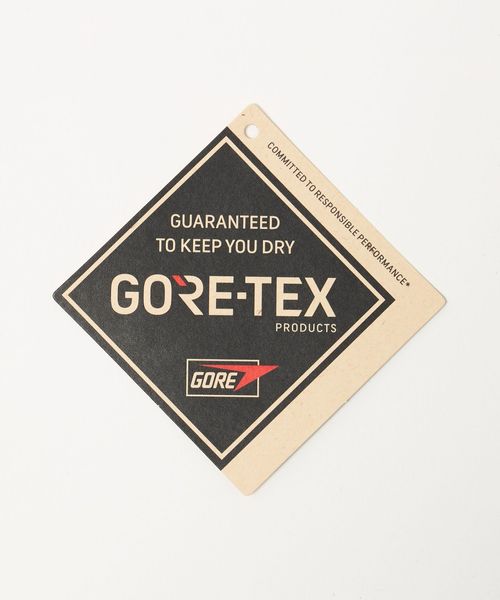 COMMITTED TO RESPONSIBLE PERFORMANCE*
GUARANTEED
TO KEEP YOU DRY
GORE-TEX
PRODUCTS
GORE